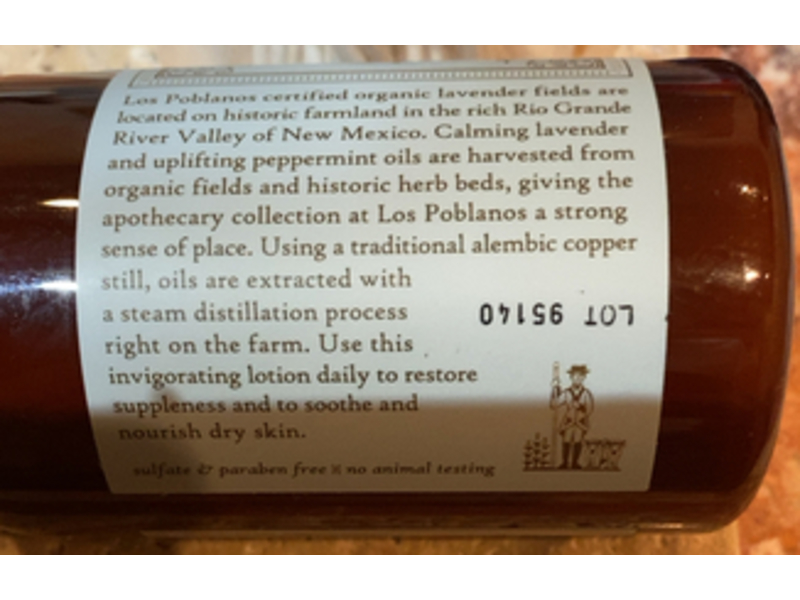 Los Poblanos certified organic lavender fields are
located on historic farmland in the rich Rio Grande
River Valley of New Mexico. Calming lavender
and uplifting peppermint oils are harvested from
organic fields and historic herb beds, giving the
apothecary collection at Los Poblanos a strong
sense of place. Using a traditional alembic copper
still, oils are extracted with
a steam distillation process
right on the farm. Use this
invigorating lotion daily to restore
suppleness and to soothe and
nourish dry skin.
sulfate & paraben free ※ no animal testing
LOT 95140